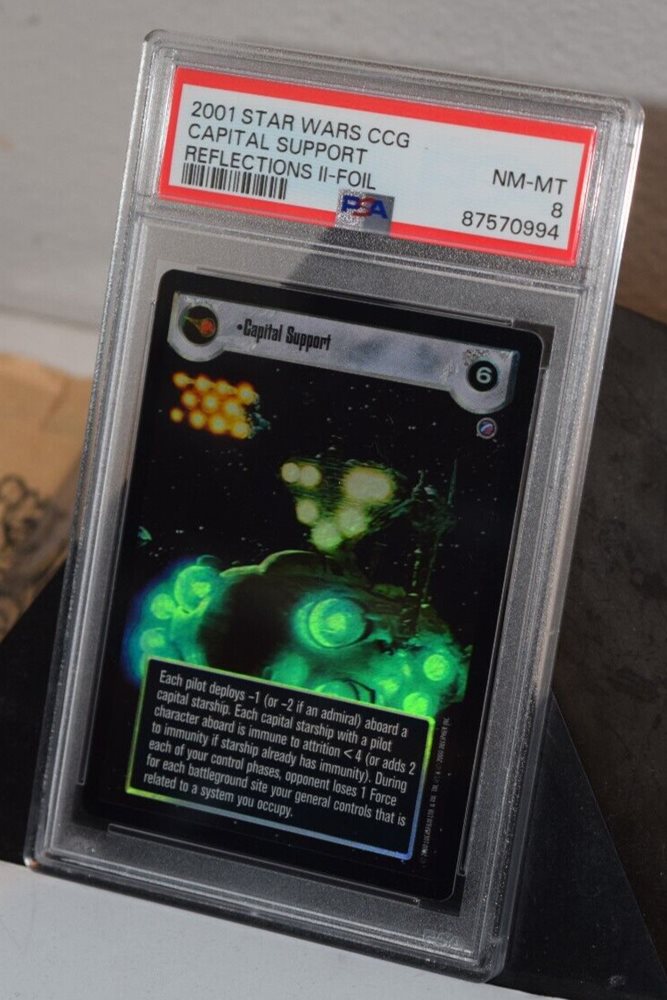 2001 STAR WARS CCG
CAPITAL SUPPORT
REFLECTIONS II-FOIL
NM-MT
8
87570994
PSA
•Capital Support
6
Each pilot deploys -1 (or -2 if an admiral) aboard a
capital starship. Each capital starship with a pilot
character aboard is immune to attrition < 4 (or adds 2
to immunity if starship already has immunity). During
each of your control phases, opponent loses 1 Force
for each battleground site your general controls that is
related to a system you occupy.